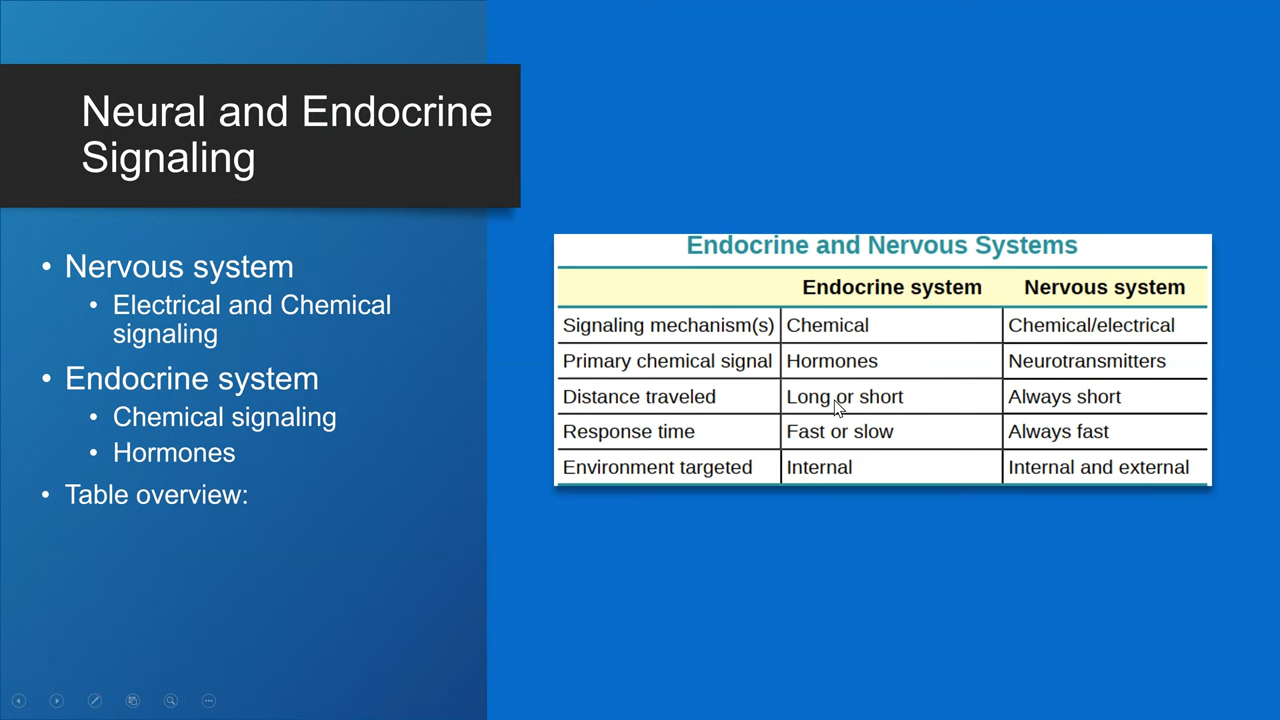 Neural and Endocrine
Signaling
• Nervous system
• Electrical and Chemical
signaling
• Endocrine system
• Chemical signaling
• Hormones
• Table overview:
Endocrine and Nervous Systems
Endocrine system Nervous system
Signaling mechanism(s) Chemical Chemical/electrical
Primary chemical signal Hormones Neurotransmitters
Distance traveled Long or short Always short
Response time Fast or slow Always fast
Environment targeted Internal Internal and external